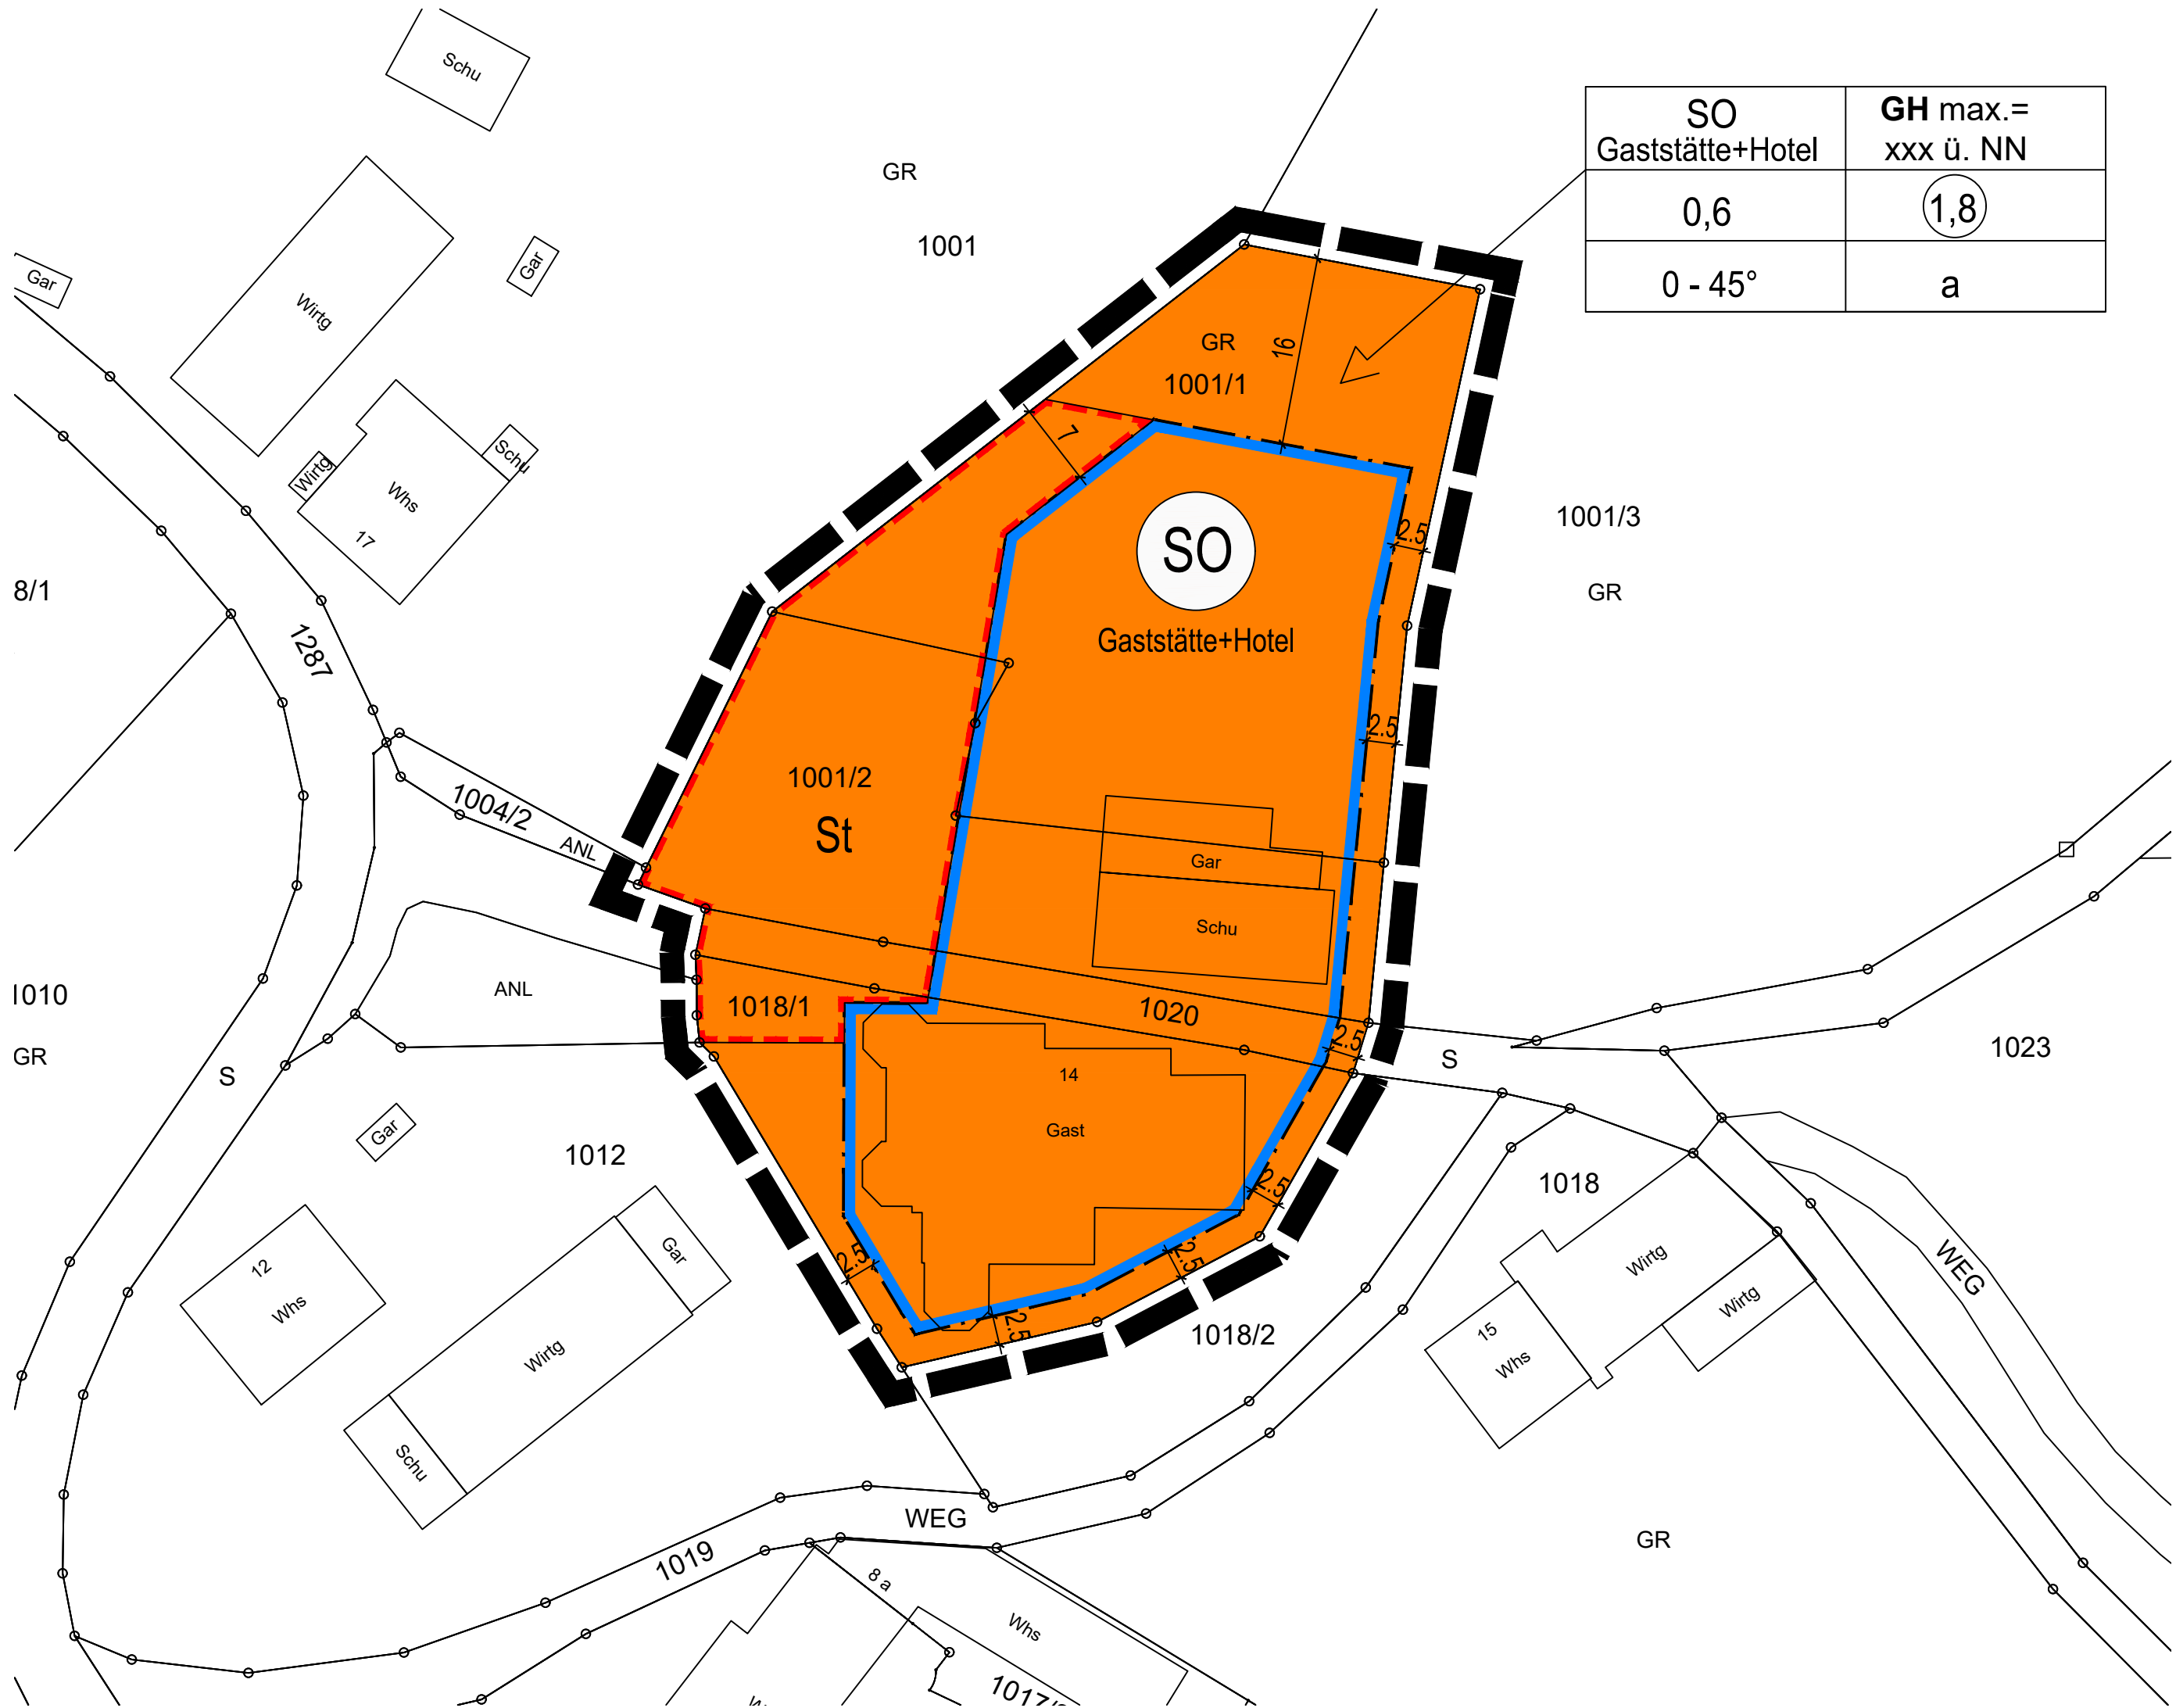 Schu
SO
Gaststätte+Hotel
GH max.=
xxx ü. NN
0,6
1,8
0 - 45°
a
GR
1001
Gar
Gar
Wirtg
GR
1001/1
16
7
Schu
Wirtg
Whs
17
SO
Gaststätte+Hotel
2.5
1001/3
GR
8/1
1287
2.5
1001/2
St
1004/2
ANL
Gar
Schu
ANL
1018/1
1020
2.5
S
1023
GR
S
14
Gast
Gar
1012
1018
2.5
2.5
2.5
2.5
WEG
Wirtg
Wirtg
12
Whs
Gar
Wirtg
Schu
1018/2
15
Whs
WEG
1019
8 a
Whs
GR